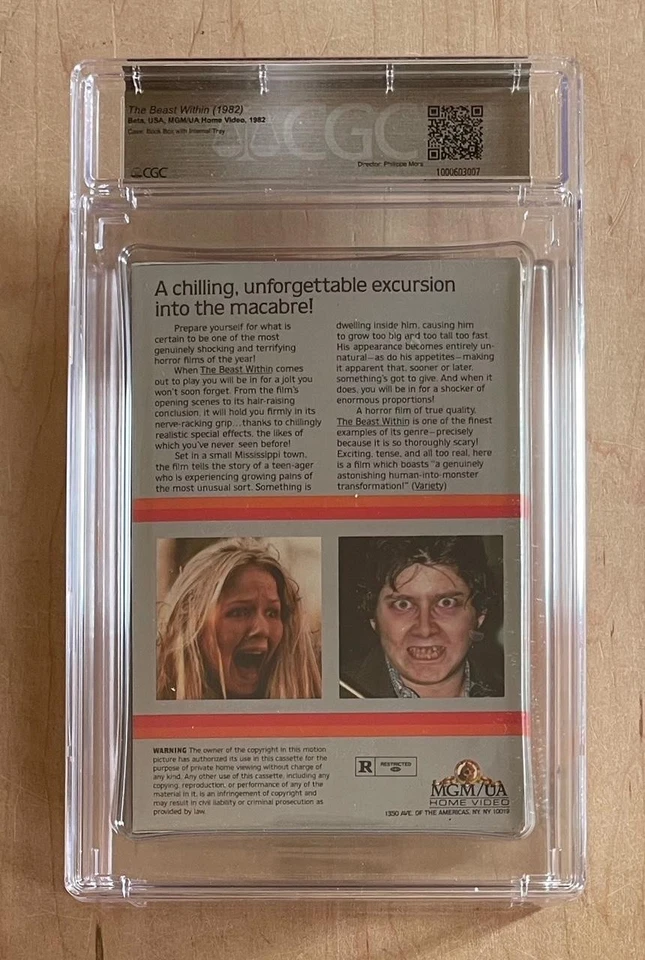 The Beast Within (1982)
Beta, USA, MGM/UA Home Video, 1982
Case: Book Box with Internal Tray
CGC
Director: Philippe Mora
CGC
1000603007
A chilling, unforgettable excursion
into the macabre!
Prepare yourself for what is
certain to be one of the most
genuinely shocking and terrifying
horror films of the year!
When The Beast Within comes
out to play you will be in for a jolt you
won't soon forget. From the film's
opening scenes to its hair-raising
conclusion, it will hold you firmly in its
nerve-racking grip...thanks to chillingly
realistic special effects, the likes of
which you've never seen before!
Set in a small Mississippi town,
the film tells the story of a teen-ager
who is experiencing growing pains of
the most unusual sort. Something is
dwelling inside him, causing him
to grow too big and too tall too fast.
His appearance becomes entirely un-
natural—as do his appetites—making
it apparent that, sooner or later,
something's got to give. And when it
does, you will be in for a shocker of
enormous proportions!
A horror film of true quality,
The Beast Within is one of the finest
examples of its genre—precisely
because it is so thoroughly scary!
Exciting, tense, and all too real, here
is a film which boasts "a genuinely
astonishing human-into-monster
transformation!" (Variety)
WARNING The owner of the copyright in this motion
picture has authorized its use in this cassette for the
purpose of private home viewing without charge of
any kind. Any other use of this cassette, including any
copying, reproduction, or performance of any of the
material in it, is an infringement of copyright and
may result in civil liability or criminal prosecution as
provided by law.
R RESTRICTED
MGM/UA
HOME VIDEO
1350 AVE. OF THE AMERICAS, NY, NY 10019